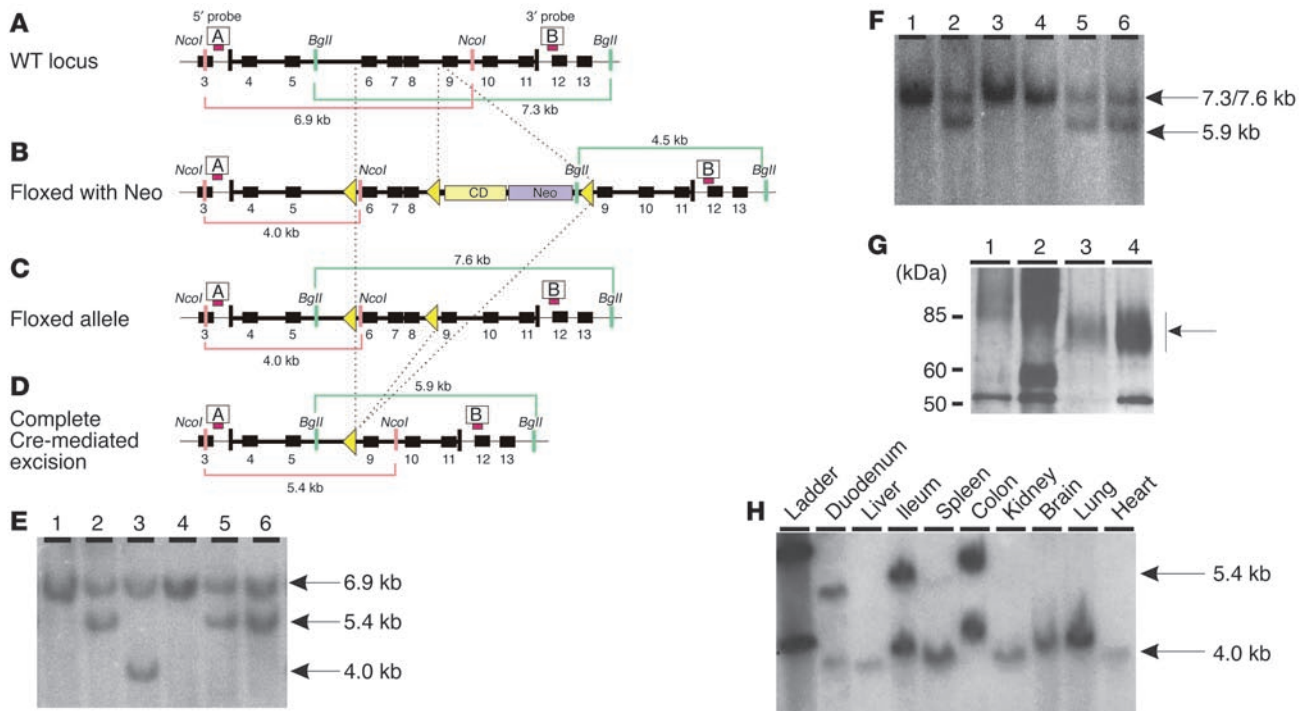 A
WT locus
5′ probe
3′ probe
NcoI
A
BglI
NcoI
B
BglI
3 4 5 6 7 8 9 10 11 12 13
7.3 kb
6.9 kb
B
Floxed with Neo
4.5 kb
NcoI
A
NcoI
BglI
B
BglI
CD
Neo
3 4 5 6 7 8 9 10 11 12 13
4.0 kb
C
Floxed allele
7.6 kb
NcoI
A
BglI
NcoI
B
BglI
3 4 5 6 7 8 9 10 11 12 13
4.0 kb
D
Complete
Cre-mediated
excision
5.9 kb
NcoI
A
BglI
NcoI
B
BglI
3 4 5 9 10 11 12 13
5.4 kb
E
1 2 3 4 5 6
6.9 kb
5.4 kb
4.0 kb
F
1 2 3 4 5 6
7.3/7.6 kb
5.9 kb
G
1 2 3 4
(kDa)
85
60
50
H
Ladder
Duodenum
Liver
Ileum
Spleen
Colon
Kidney
Brain
Lung
Heart
5.4 kb
4.0 kb